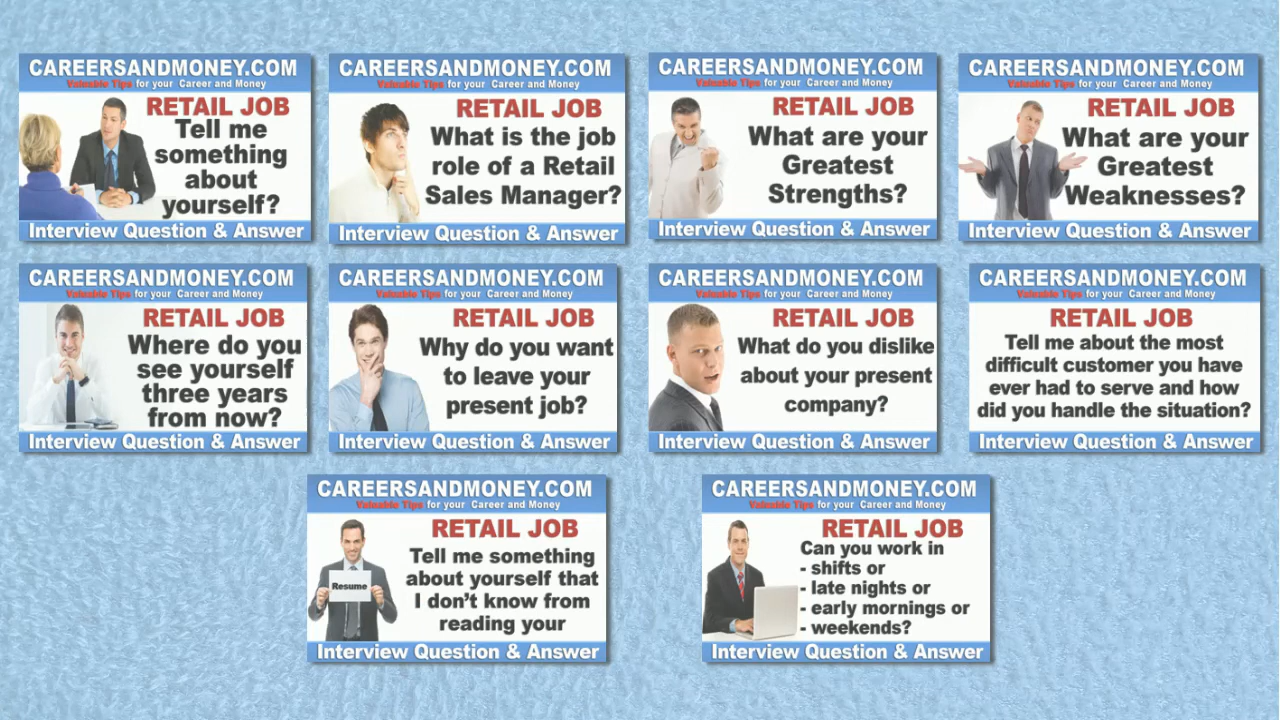 CAREERSANDMONEY.COM
Valuable Tips for your Career and Money
RETAIL JOB
Tell me
something
about
yourself?
Interview Question & Answer
CAREERSANDMONEY.COM
Valuable Tips for your Career and Money
RETAIL JOB
What is the job
role of a Retail
Sales Manager?
Interview Question & Answer
CAREERSANDMONEY.COM
Valuable Tips for your Career and Money
RETAIL JOB
What are your
Greatest
Strengths?
Interview Question & Answer
CAREERSANDMONEY.COM
Valuable Tips for your Career and Money
RETAIL JOB
What are your
Greatest
Weaknesses?
Interview Question & Answer
CAREERSANDMONEY.COM
Valuable Tips for your Career and Money
RETAIL JOB
Where do you
see yourself
three years
from now?
Interview Question & Answer
CAREERSANDMONEY.COM
Valuable Tips for your Career and Money
RETAIL JOB
Why do you want
to leave your
present job?
Interview Question & Answer
CAREERSANDMONEY.COM
Valuable Tips for your Career and Money
RETAIL JOB
What do you dislike
about your present
company?
Interview Question & Answer
CAREERSANDMONEY.COM
Valuable Tips for your Career and Money
RETAIL JOB
Tell me about the most
difficult customer you have
ever had to serve and how
did you handle the situation?
Interview Question & Answer
CAREERSANDMONEY.COM
Valuable Tips for your Career and Money
RETAIL JOB
Tell me something
about yourself that
I don't know from
reading your
Resume
Interview Question & Answer
CAREERSANDMONEY.COM
Valuable Tips for your Career and Money
RETAIL JOB
Can you work in
- shifts or
- late nights or
- early mornings or
- weekends?
Interview Question & Answer